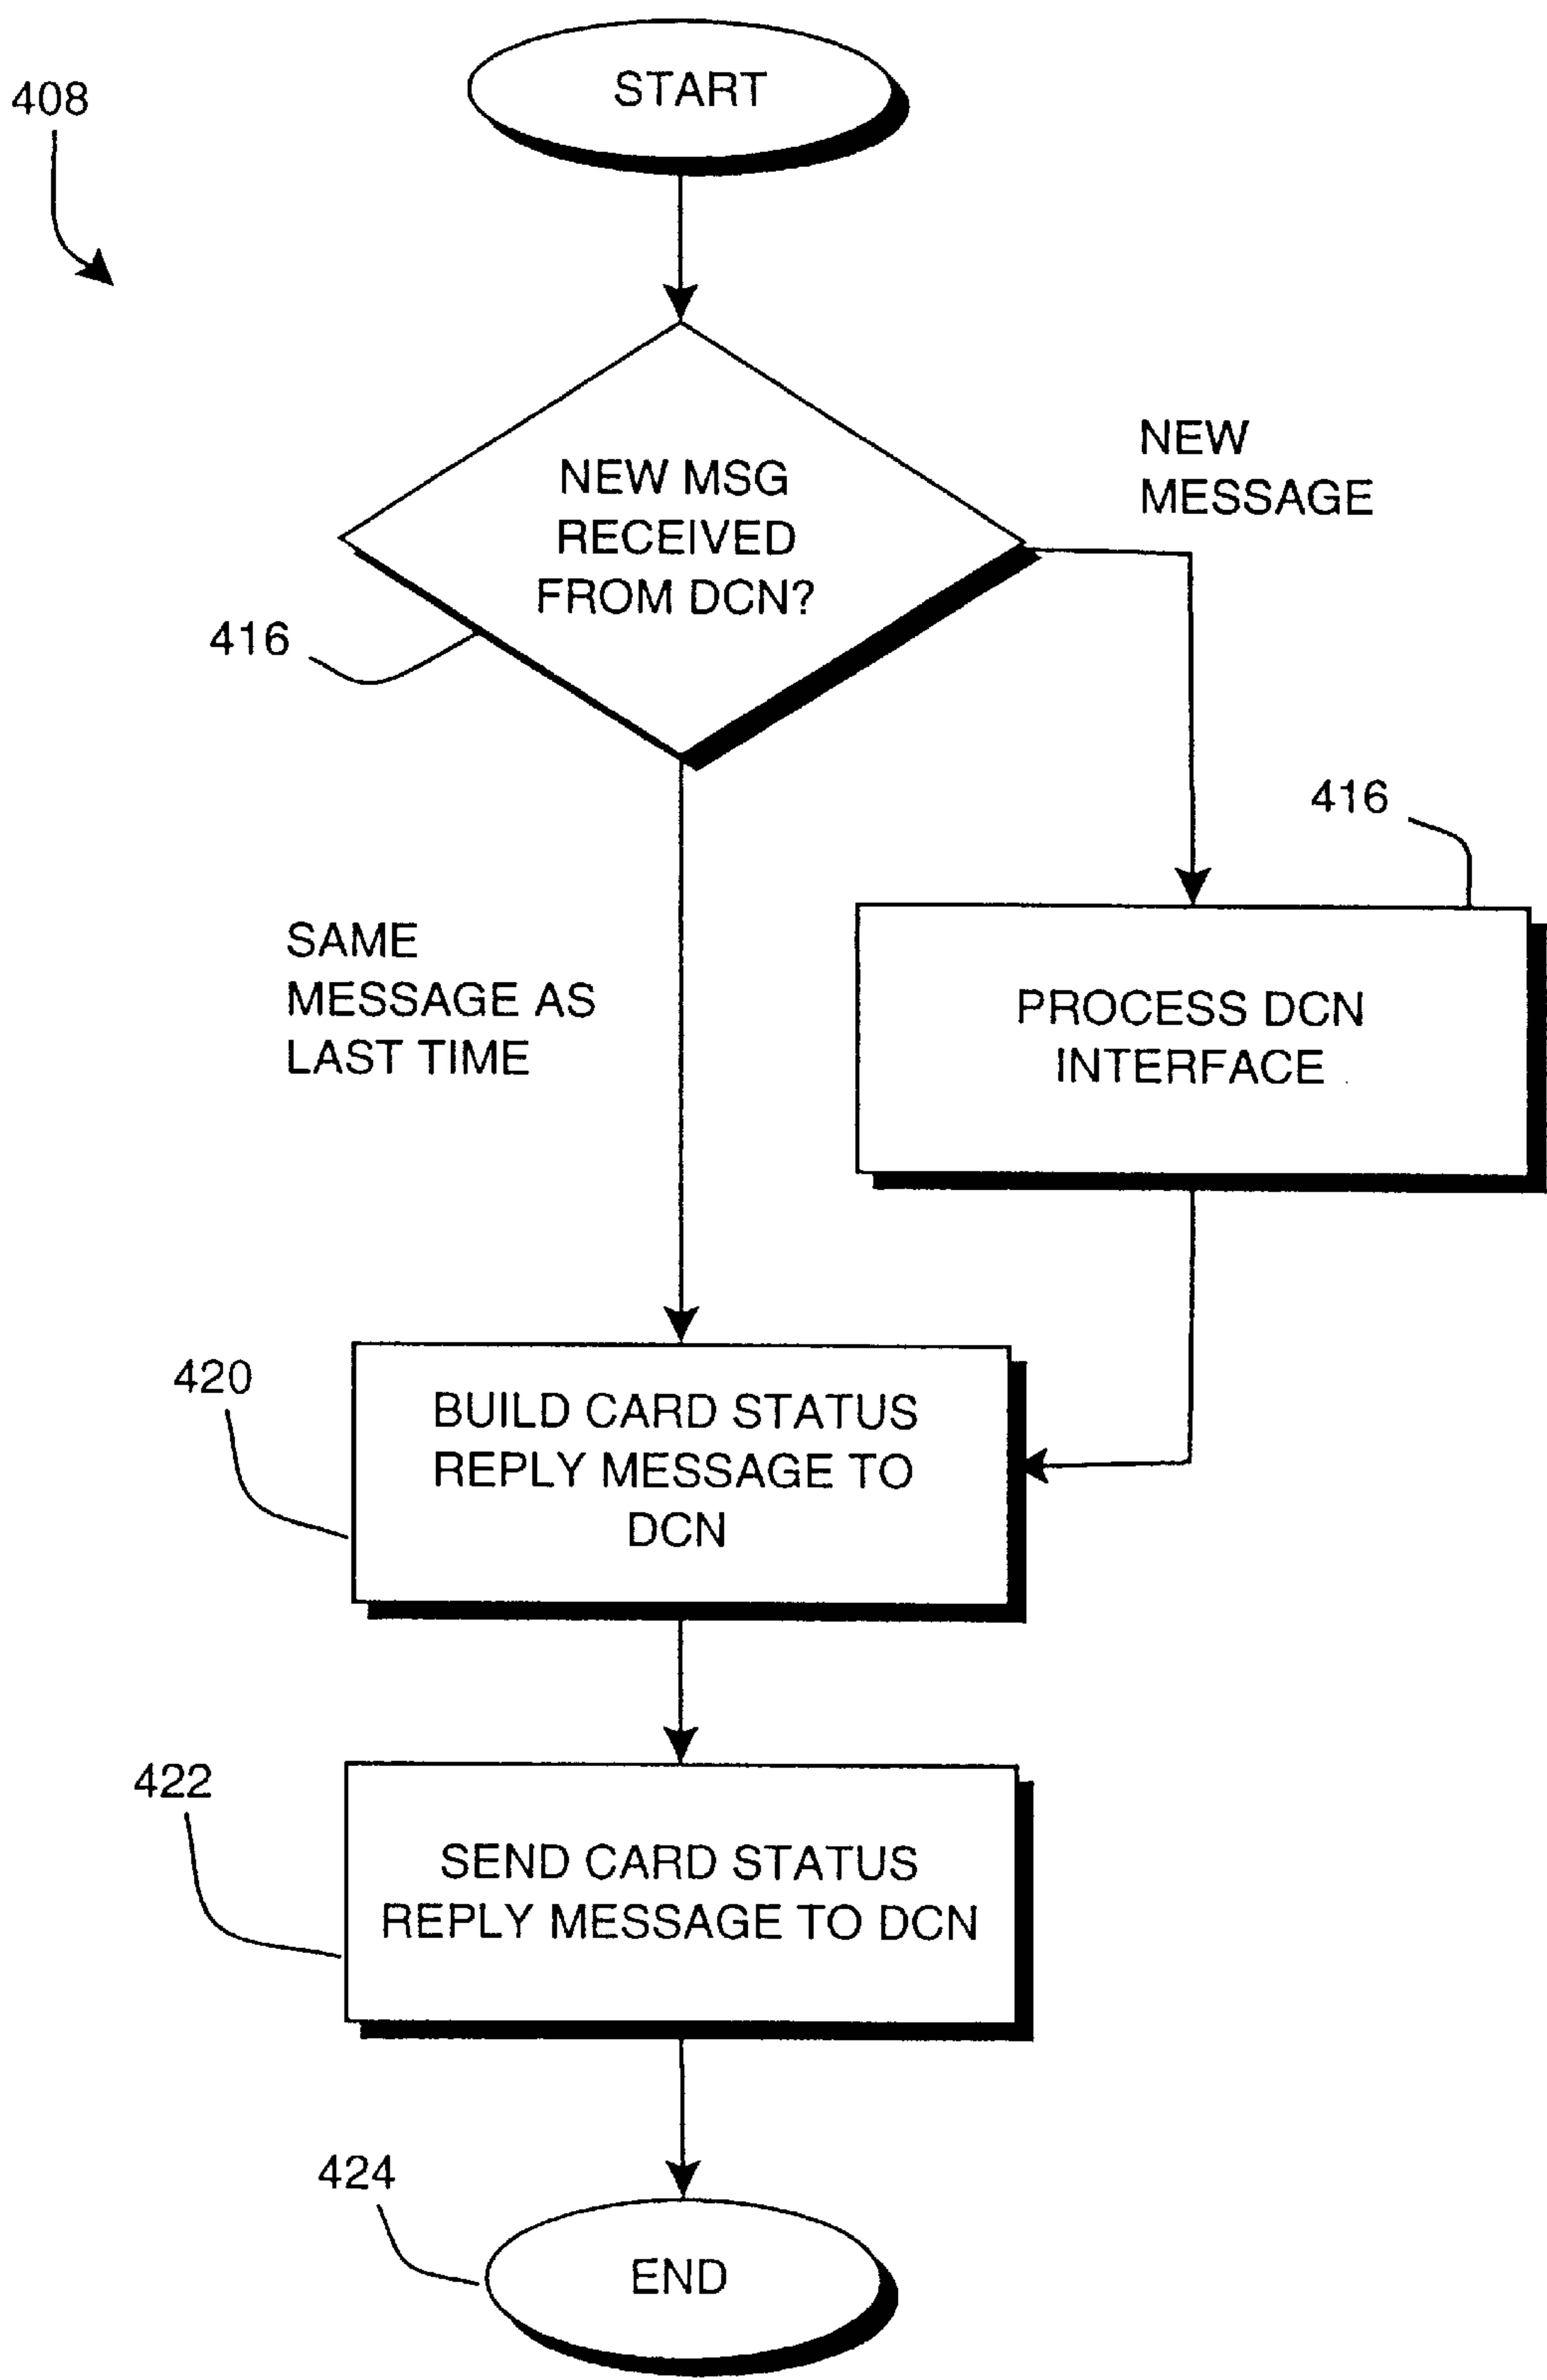 START
408
NEW MSG
RECEIVED
FROM DCN?
NEW
MESSAGE
416
416
SAME
MESSAGE AS
LAST TIME
PROCESS DCN
INTERFACE
420
BUILD CARD STATUS
REPLY MESSAGE TO
DCN
422
SEND CARD STATUS
REPLY MESSAGE TO DCN
424
END